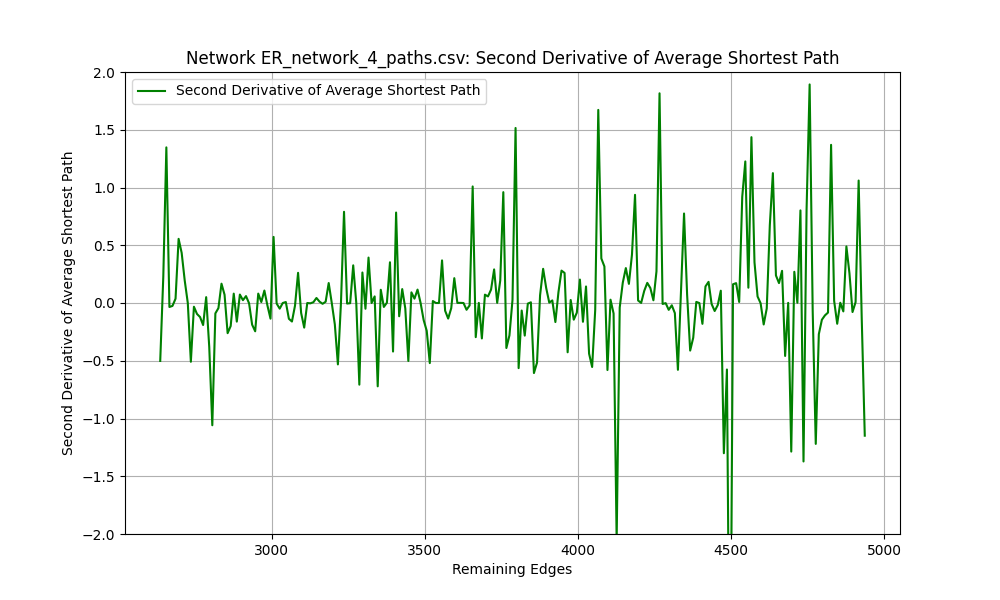 Network ER_network_4_paths.csv: Second Derivative of Average Shortest Path
Second Derivative of Average Shortest Path
2.0
1.5
1.0
0.5
0.0
−0.5
−1.0
−1.5
−2.0
Second Derivative of Average Shortest Path
3000 3500 4000 4500 5000
Remaining Edges